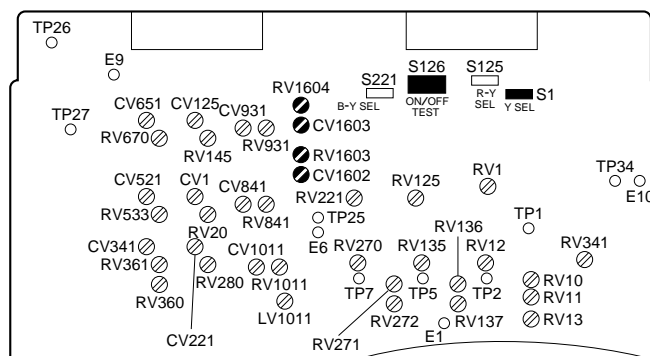 TP26
E9
S126
S125
S221
RV1604
B-Y SEL
ON/OFF
TEST
R-Y
SEL
S1
Y SEL
CV651
CV125
CV931
CV1603
TP27
RV670
RV145
RV931
RV1603
CV1602
CV521
CV1
CV841
RV221
RV125
RV1
TP34
E10
RV533
RV20
RV841
TP25
RV136
TP1
CV341
E6
RV361
CV1011
RV270
RV135
RV12
RV341
RV360
RV280
RV1011
TP7
TP5
TP2
RV10
RV11
LV1011
RV272
E1
RV137
RV13
CV221
RV271